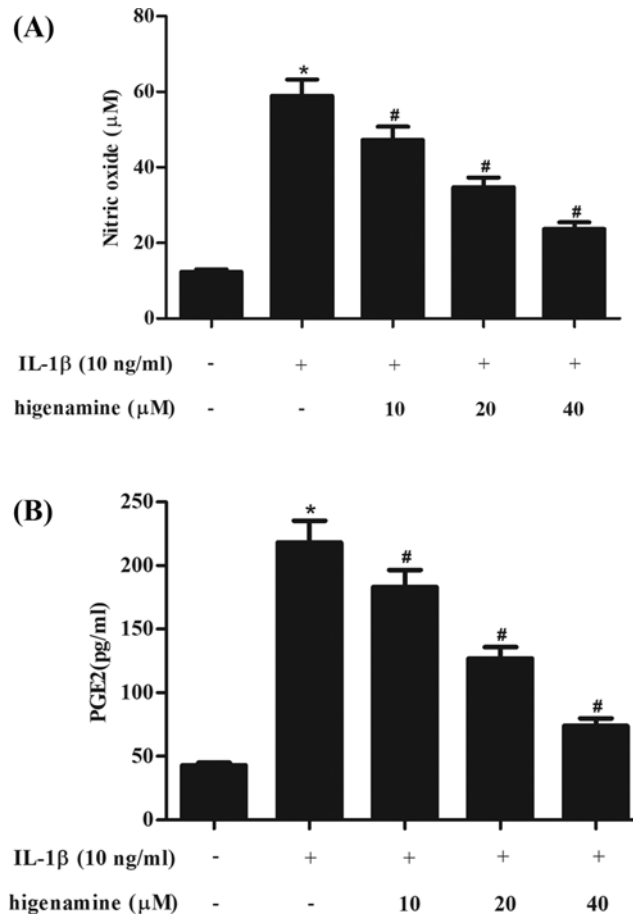 (A)
80
60
40
20
0
Nitric oxide (μM)
*
#
#
#
IL-1β (10 ng/ml) - + + + +
higenamine (μM) - - 10 20 40
(B)
250
200
150
100
50
0
PGE2(pg/ml)
*
#
#
#
IL-1β (10 ng/ml) - + + + +
higenamine (μM) - - 10 20 40